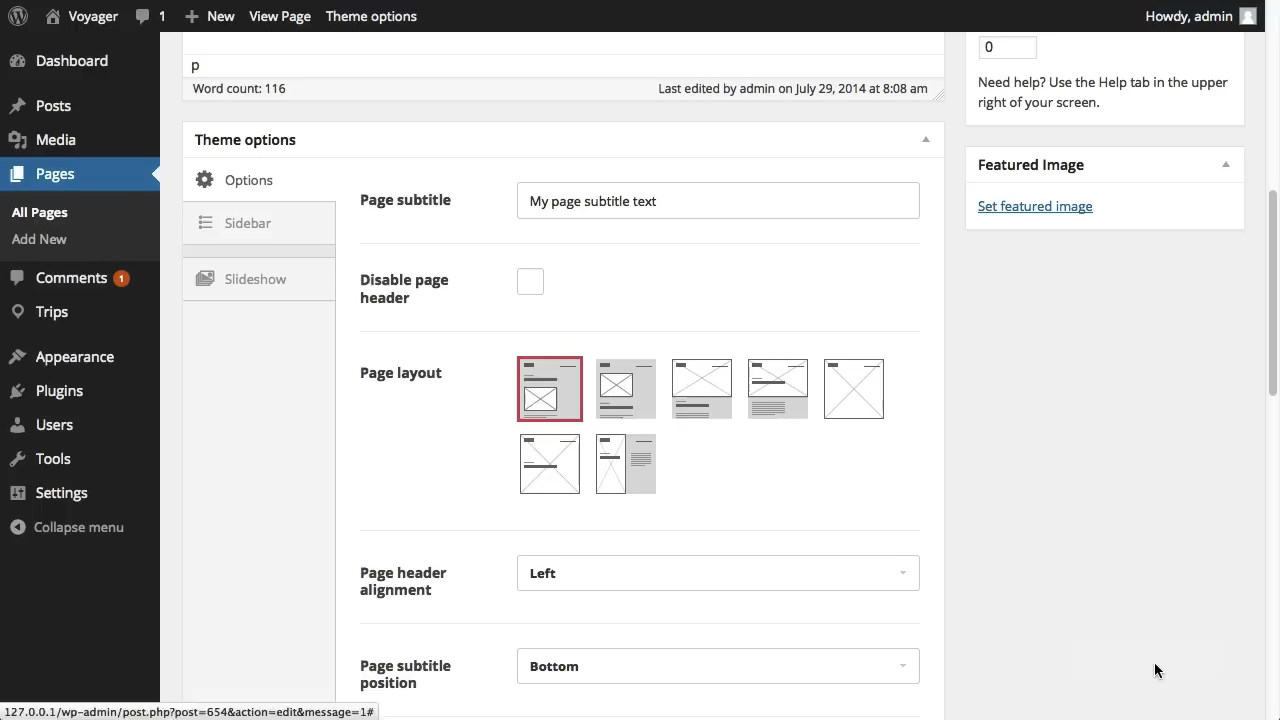 Voyager 1 New View Page Theme options Howdy, admin
Dashboard
Posts
Media
Pages
All Pages
Add New
Comments 1
Trips
Appearance
Plugins
Users
Tools
Settings
Collapse menu
p
Word count: 116 Last edited by admin on July 29, 2014 at 8:08 am
Theme options
Options
Sidebar
Slideshow
Page subtitle My page subtitle text
Disable page
header
Page layout
Page header
alignment
Left
Page subtitle
position
Bottom
0
Need help? Use the Help tab in the upper
right of your screen.
Featured Image
Set featured image
127.0.0.1/wp-admin/post.php?post=654&action=edit&message=1#